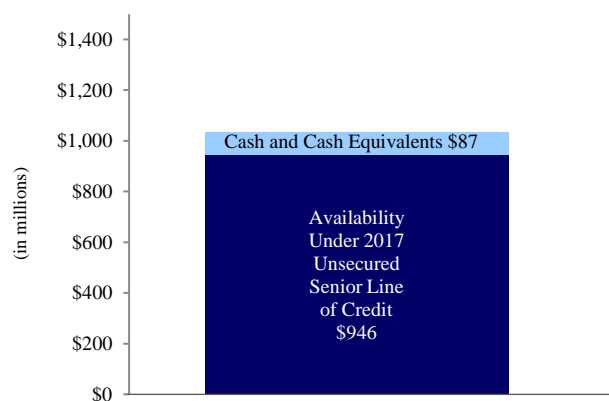 $1,400
$1,200
$1,000
$800
$600
$400
$200
$0
(in millions)
Cash and Cash Equivalents $87
Availability
Under 2017
Unsecured
Senior Line
of Credit
$946